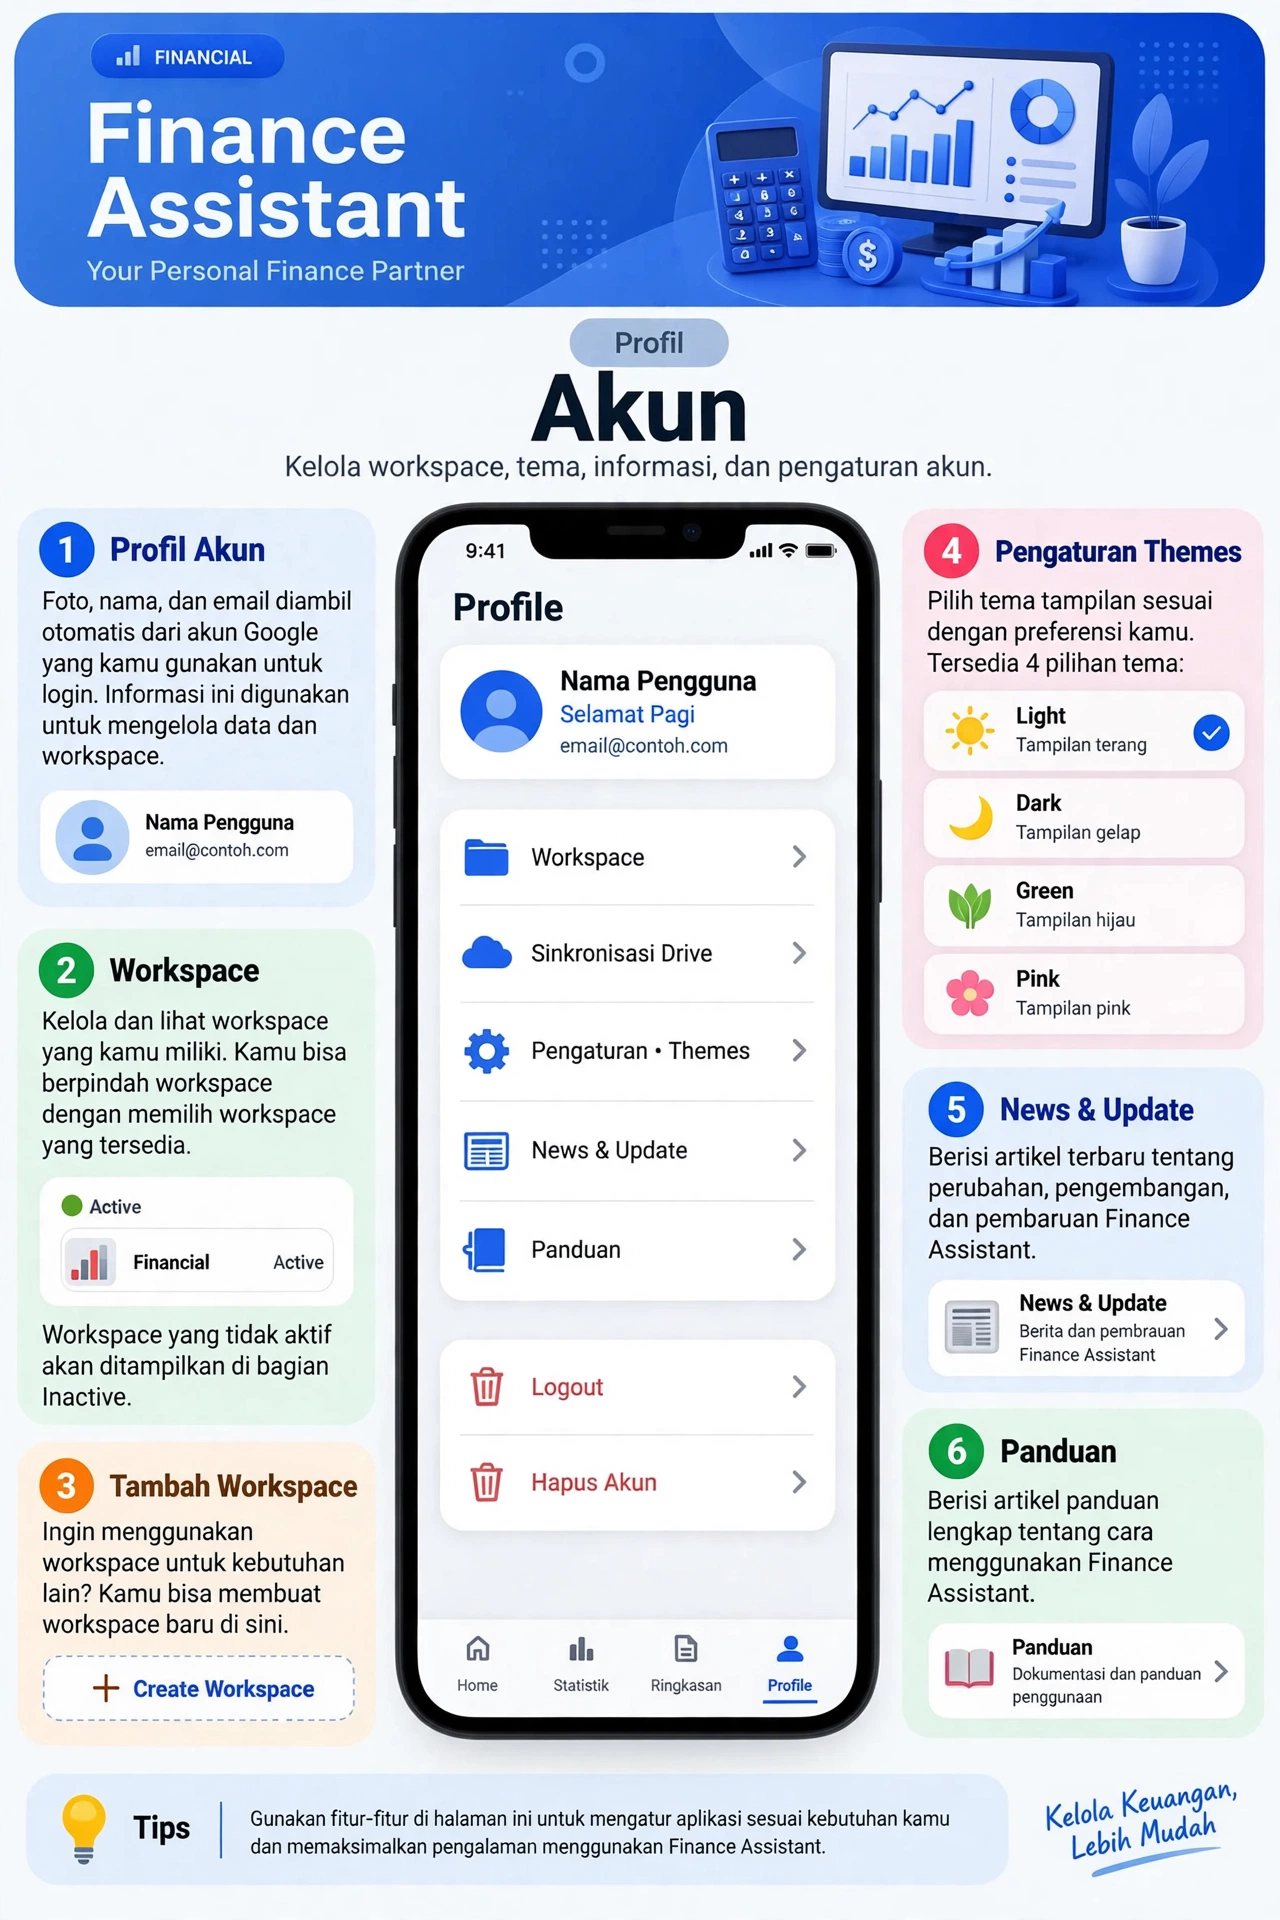 FINANCIAL
Finance
Assistant
Your Personal Finance Partner
Profil
Akun
Kelola workspace, tema, informasi, dan pengaturan akun.
1 Profil Akun
Foto, nama, dan email diambil
otomatis dari akun Google
yang kamu gunakan untuk
login. Informasi ini digunakan
untuk mengelola data dan
workspace.
Nama Pengguna
email@contoh.com
2 Workspace
Kelola dan lihat workspace
yang kamu miliki. Kamu bisa
berpindah workspace
dengan memilih workspace
yang tersedia.
Active
Financial Active
Workspace yang tidak aktif
akan ditampilkan di bagian
Inactive.
3 Tambah Workspace
Ingin menggunakan
workspace untuk kebutuhan
lain? Kamu bisa membuat
workspace baru di sini.
+ Create Workspace
9:41
Profile
Nama Pengguna
Selamat Pagi
email@contoh.com
Workspace
Sinkronisasi Drive
Pengaturan • Themes
News & Update
Panduan
Logout
Hapus Akun
Home Statistik Ringkasan Profile
4 Pengaturan Themes
Pilih tema tampilan sesuai
dengan preferensi kamu.
Tersedia 4 pilihan tema:
Light
Tampilan terang
Dark
Tampilan gelap
Green
Tampilan hijau
Pink
Tampilan pink
5 News & Update
Berisi artikel terbaru tentang
perubahan, pengembangan,
dan pembaruan Finance
Assistant.
News & Update
Berita dan pembrauan
Finance Assistant
6 Panduan
Berisi artikel panduan
lengkap tentang cara
menggunakan Finance
Assistant.
Panduan
Dokumentasi dan panduan
penggunaan
Tips
Gunakan fitur-fitur di halaman ini untuk mengatur aplikasi sesuai kebutuhan kamu
dan memaksimalkan pengalaman menggunakan Finance Assistant.
Kelola Keuangan,
Lebih Mudah